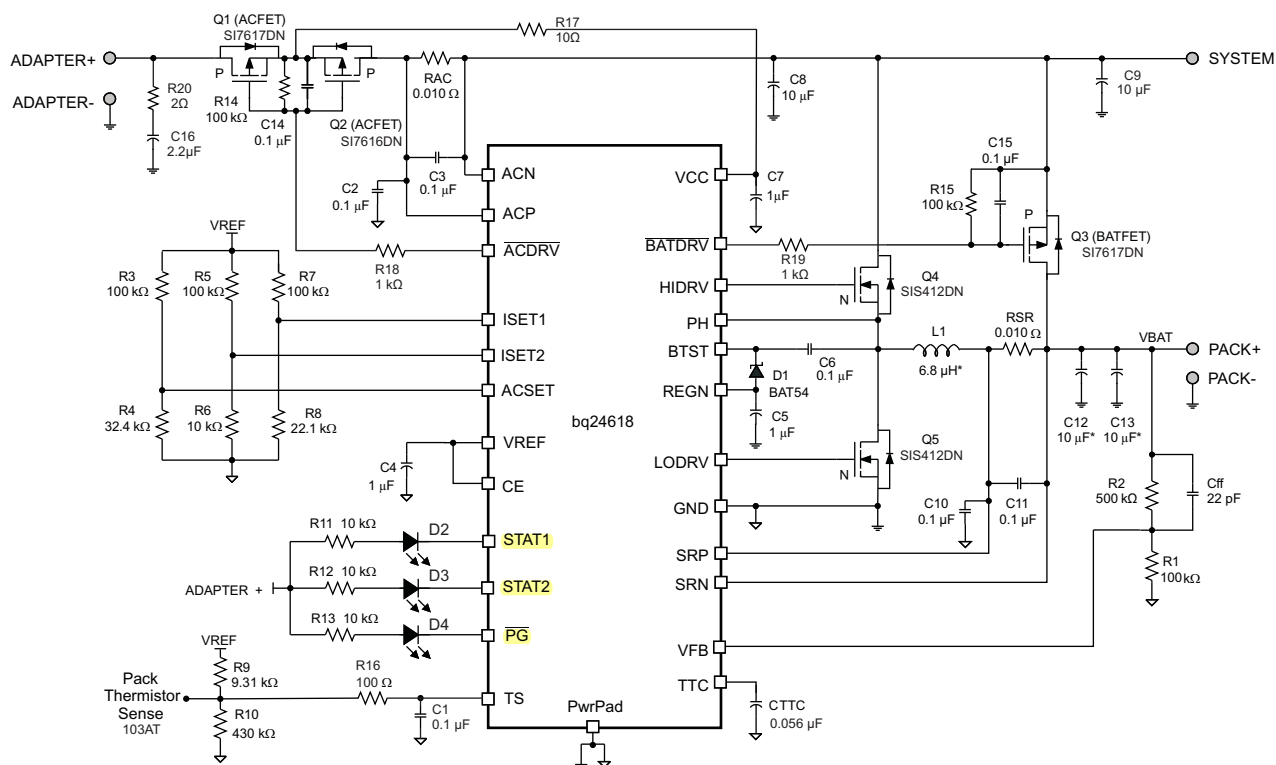 Q1 (ACFET)
SI7617DN
R17
10Ω
ADAPTER+
P
P
RAC
0.010 Ω
SYSTEM
ADAPTER-
R20
2Ω
R14
100 kΩ
C14
0.1 µF
Q2 (ACFET)
SI7616DN
C8
10 µF
C9
10 µF
C16
2.2µF
C2
0.1 µF
C3
0.1 µF
ACN
ACP
ACDRV
VCC
C7
1µF
C15
0.1 µF
R15
100 kΩ
P
Q3 (BATFET)
SI7617DN
VREF
R18
1 kΩ
BATDRV
R19
1 kΩ
R3
100 kΩ
R5
100 kΩ
R7
100 kΩ
HIDRV
N
Q4
SIS412DN
ISET1
PH
ISET2
BTST
C6
0.1 µF
L1
6.8 µH*
RSR
0.010 Ω
VBAT
PACK+
PACK-
ACSET
REGN
D1
BAT54
R4
32.4 kΩ
R6
10 kΩ
R8
22.1 kΩ
bq24618
C5
1 µF
C12
10 µF*
C13
10 µF*
VREF
C4
1 µF
CE
LODRV
N
Q5
SIS412DN
GND
C10
0.1 µF
C11
0.1 µF
R2
500 kΩ
Cff
22 pF
R11 10 kΩ
D2
STAT1
SRP
R12 10 kΩ
D3
STAT2
SRN
R1
100kΩ
ADAPTER +
R13 10 kΩ
D4
PG
VFB
VREF
R9
9.31 kΩ
R16
100 Ω
TS
TTC
Pack
Thermistor
Sense
103AT
R10
430 kΩ
C1
0.1 µF
PwrPad
CTTC
0.056 µF